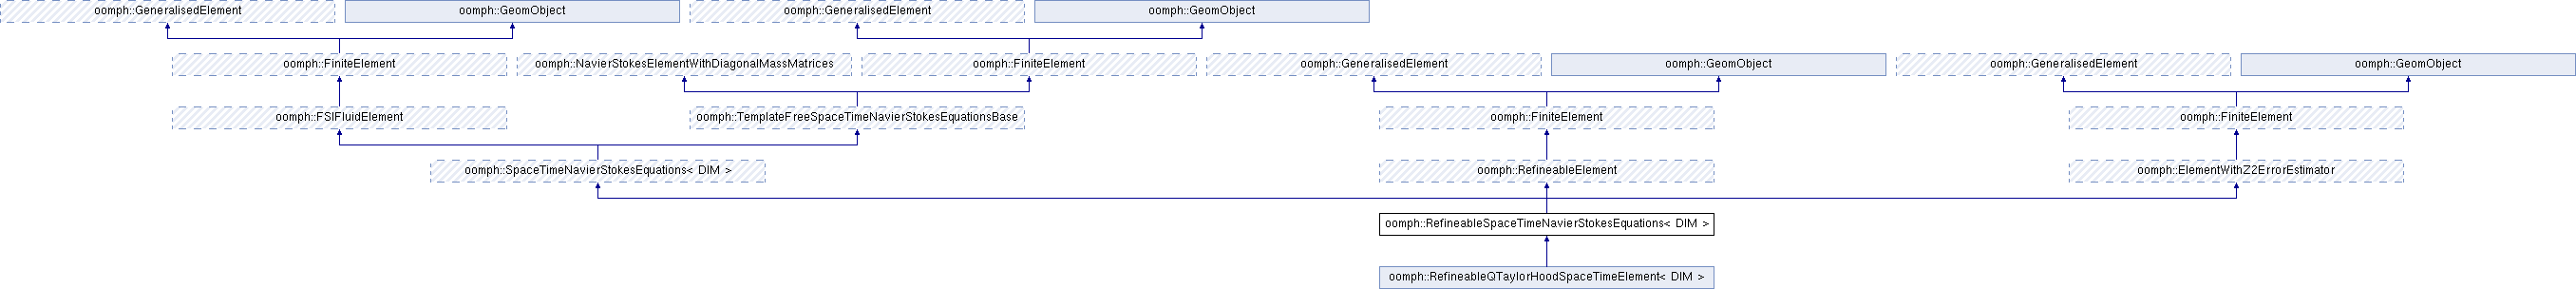 oomph::GeneralisedElement
oomph::GeomObject
oomph::GeneralisedElement
oomph::GeomObject
oomph::FiniteElement
oomph::NavierStokesElementWithDiagonalMassMatrices
oomph::FiniteElement
oomph::GeneralisedElement
oomph::GeomObject
oomph::GeneralisedElement
oomph::GeomObject
oomph::FSIFluidElement
oomph::TemplateFreeSpaceTimeNavierStokesEquationsBase
oomph::FiniteElement
oomph::FiniteElement
oomph::SpaceTimeNavierStokesEquations< DIM >
oomph::RefineableElement
oomph::ElementWithZ2ErrorEstimator
oomph::RefineableSpaceTimeNavierStokesEquations< DIM >
oomph::RefineableQTaylorHoodSpaceTimeElement< DIM >